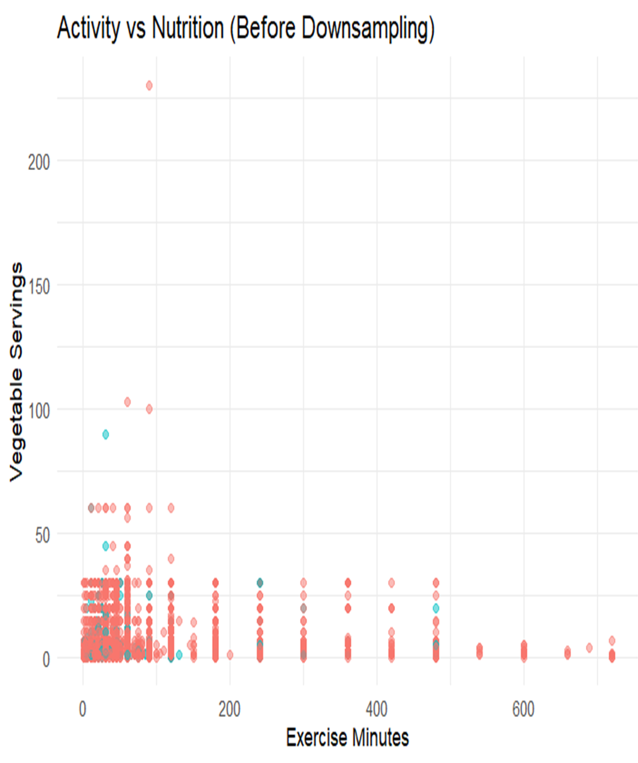 Activity vs Nutrition (Before Downsampling)
200
150
100
50
0
Vegetable Servings
0 200 400 600
Exercise Minutes